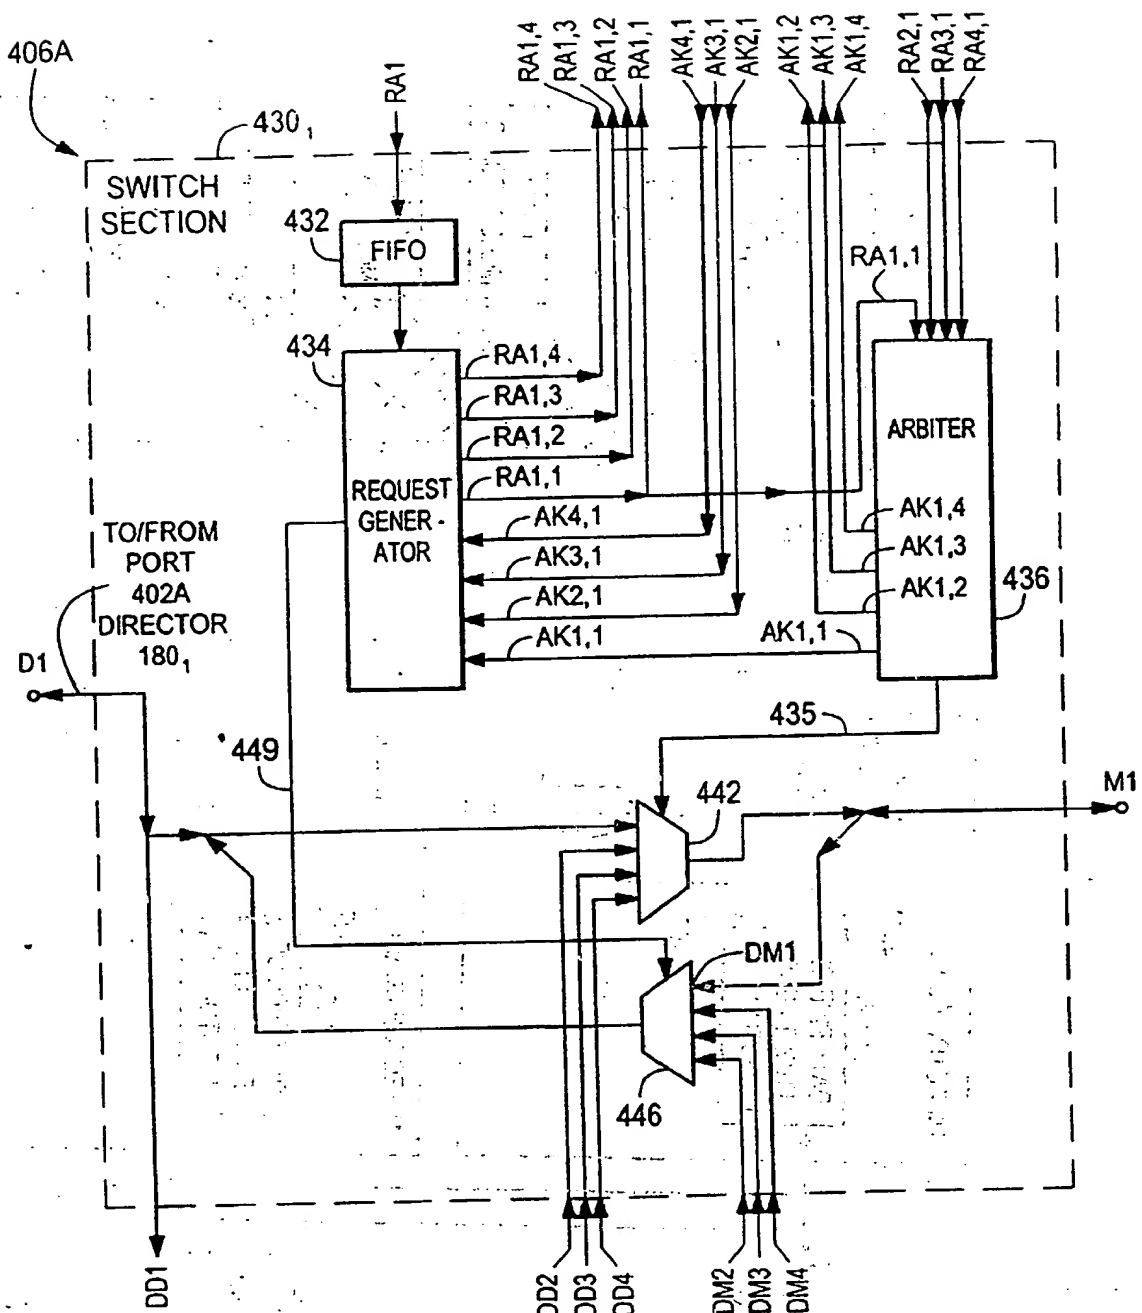 406A
RA1
RA1,4
RA1,3
RA1,2
RA1,1
AK4,1
AK3,1
AK2,1
AK1,2
AK1,3
AK1,4
RA2,1
RA3,1
RA4,1
430₁
SWITCH
SECTION
432
FIFO
RA1,1
434
RA1,4
RA1,3
RA1,2
RA1,1
AK4,1
AK3,1
AK2,1
AK1,1
REQUEST
GENER-
ATOR
ARBITER
AK1,4
AK1,3
AK1,2
AK1,1
436
TO/FROM
PORT
402A
DIRECTOR
180₁
D1
435
449
442
M1
DM1
446
DD1
DD2
DD3
DD4
DM2
DM3
DM4